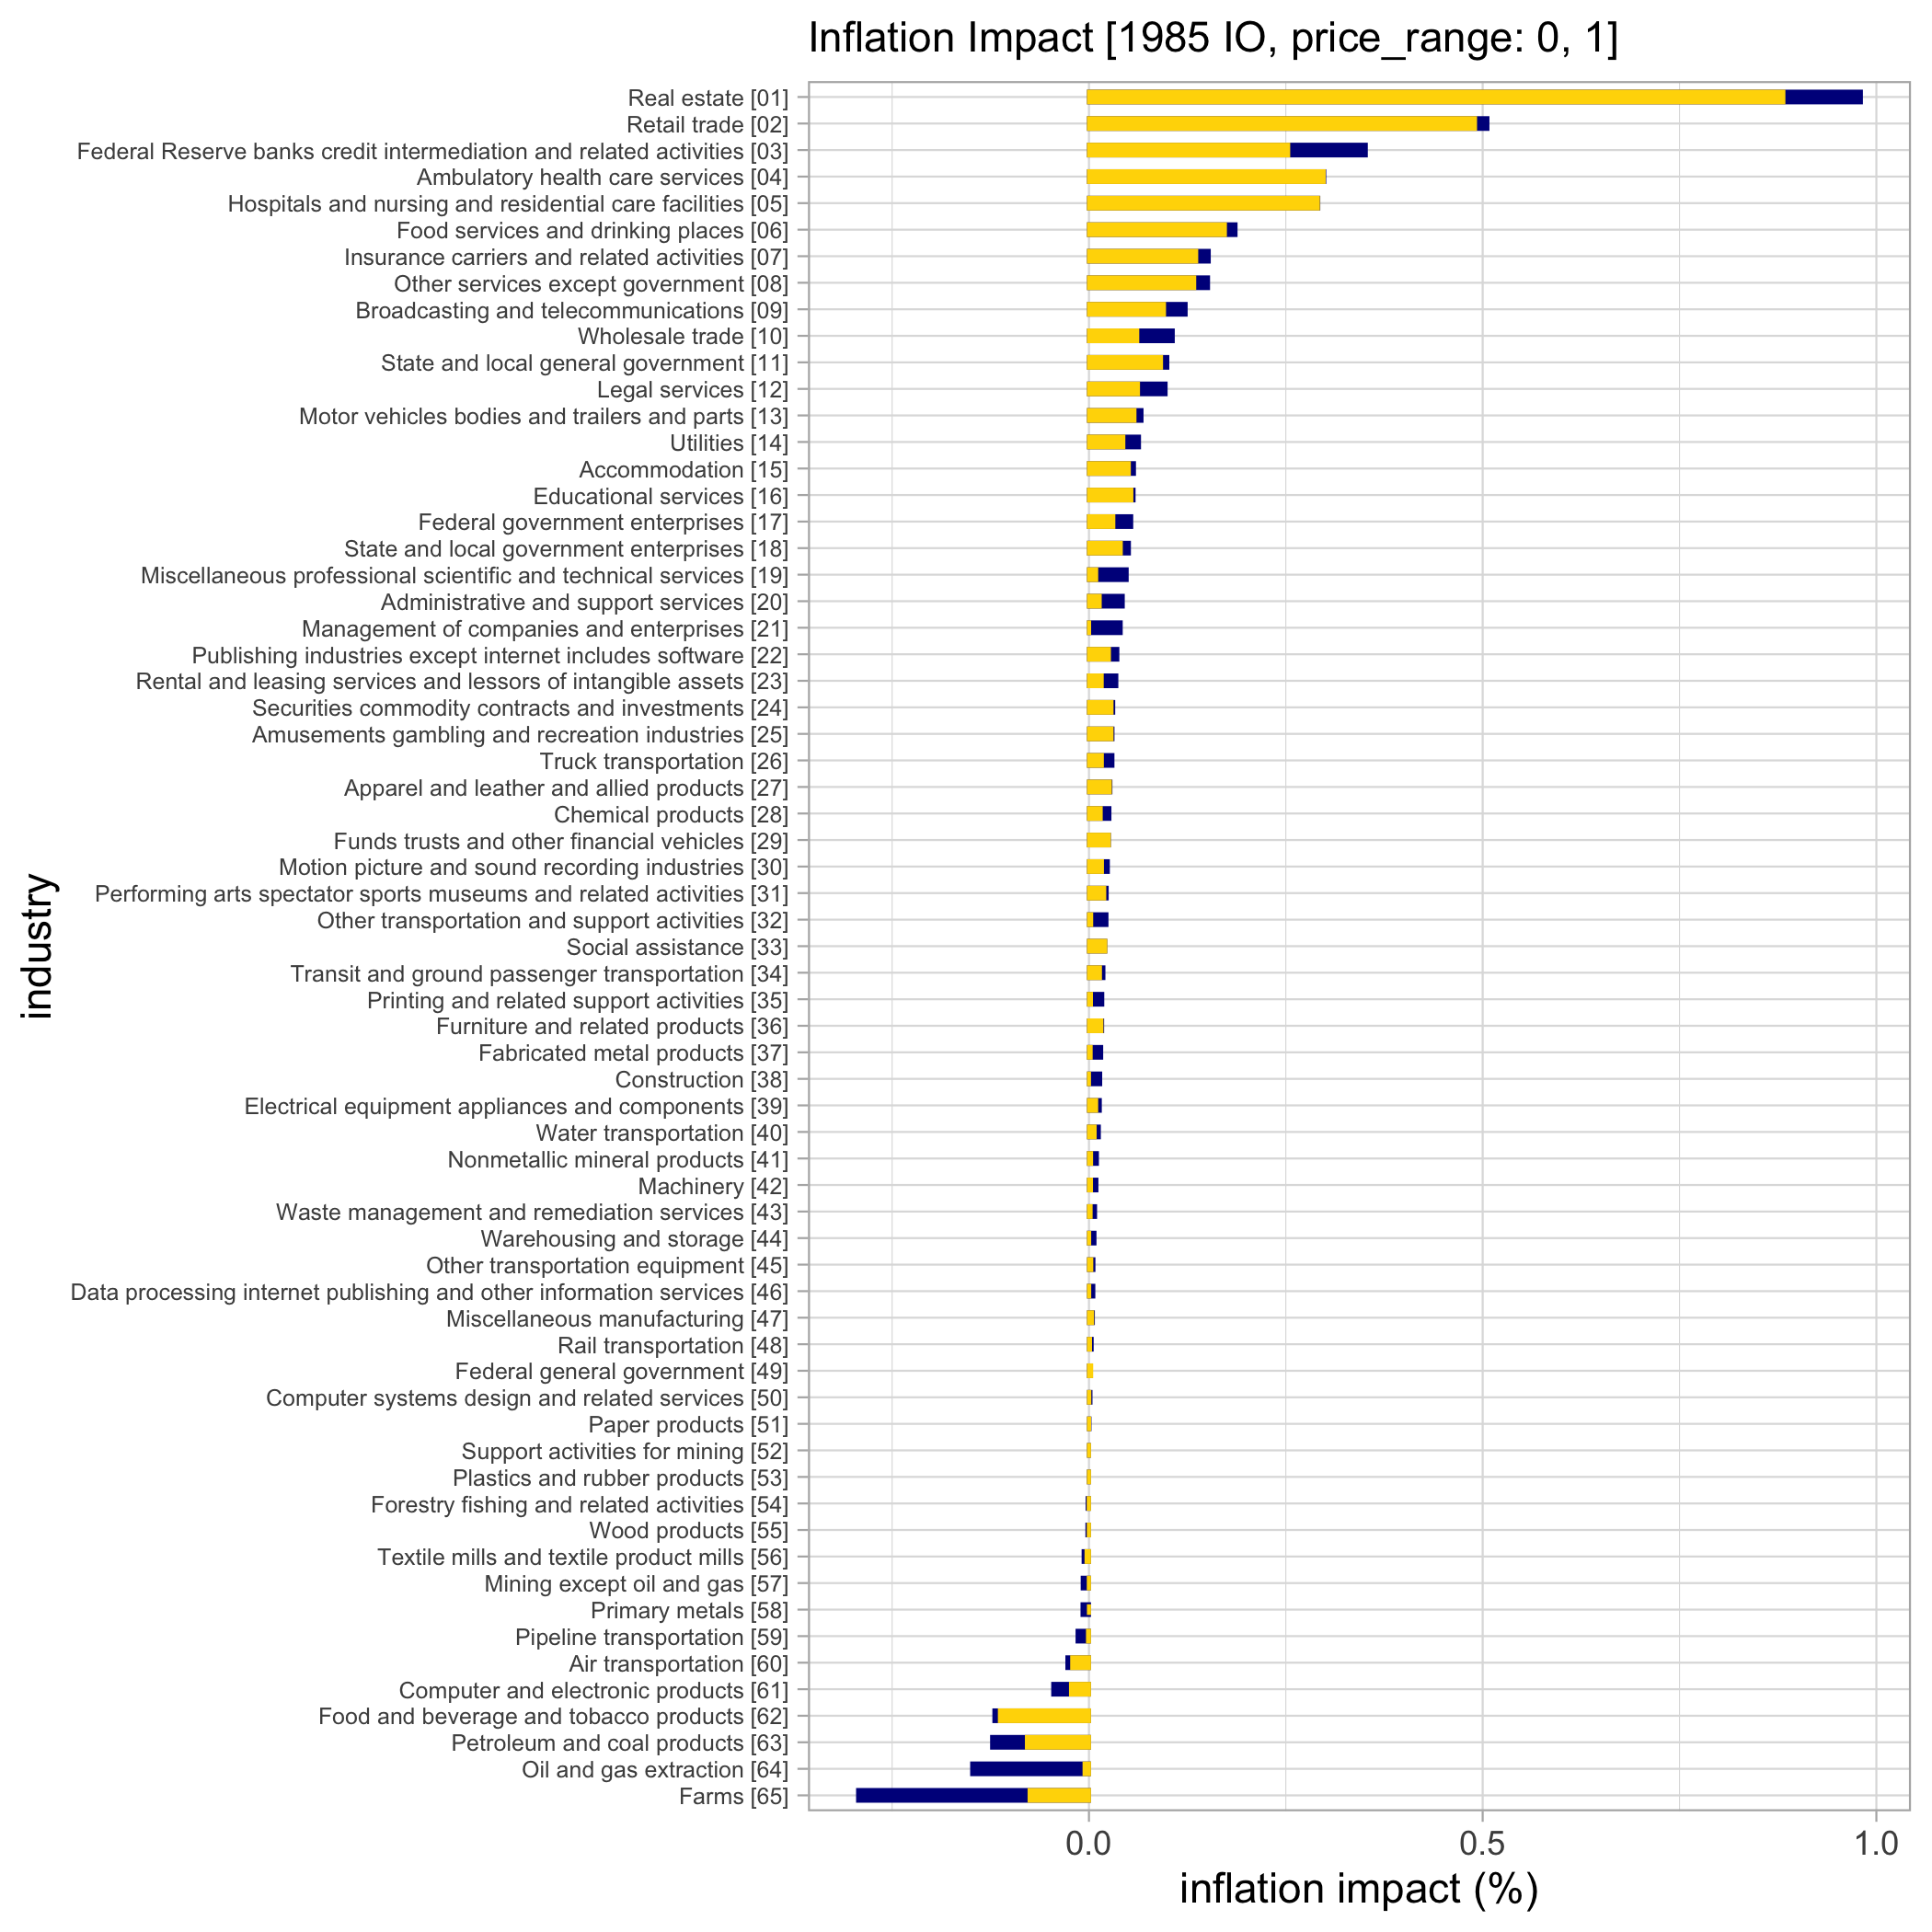 Inflation Impact [1985 IO, price_range: 0, 1]
Real estate [01]
Retail trade [02]
Federal Reserve banks credit intermediation and related activities [03]
Ambulatory health care services [04]
Hospitals and nursing and residential care facilities [05]
Food services and drinking places [06]
Insurance carriers and related activities [07]
Other services except government [08]
Broadcasting and telecommunications [09]
Wholesale trade [10]
State and local general government [11]
Legal services [12]
Motor vehicles bodies and trailers and parts [13]
Utilities [14]
Accommodation [15]
Educational services [16]
Federal government enterprises [17]
State and local government enterprises [18]
Miscellaneous professional scientific and technical services [19]
Administrative and support services [20]
Management of companies and enterprises [21]
Publishing industries except internet includes software [22]
Rental and leasing services and lessors of intangible assets [23]
Securities commodity contracts and investments [24]
Amusements gambling and recreation industries [25]
Truck transportation [26]
Apparel and leather and allied products [27]
Chemical products [28]
Funds trusts and other financial vehicles [29]
Motion picture and sound recording industries [30]
Performing arts spectator sports museums and related activities [31]
Other transportation and support activities [32]
Social assistance [33]
Transit and ground passenger transportation [34]
Printing and related support activities [35]
Furniture and related products [36]
Fabricated metal products [37]
Construction [38]
Electrical equipment appliances and components [39]
Water transportation [40]
Nonmetallic mineral products [41]
Machinery [42]
Waste management and remediation services [43]
Warehousing and storage [44]
Other transportation equipment [45]
Data processing internet publishing and other information services [46]
Miscellaneous manufacturing [47]
Rail transportation [48]
Federal general government [49]
Computer systems design and related services [50]
Paper products [51]
Support activities for mining [52]
Plastics and rubber products [53]
Forestry fishing and related activities [54]
Wood products [55]
Textile mills and textile product mills [56]
Mining except oil and gas [57]
Primary metals [58]
Pipeline transportation [59]
Air transportation [60]
Computer and electronic products [61]
Food and beverage and tobacco products [62]
Petroleum and coal products [63]
Oil and gas extraction [64]
Farms [65]
industry
0.0 0.5 1.0
inflation impact (%)